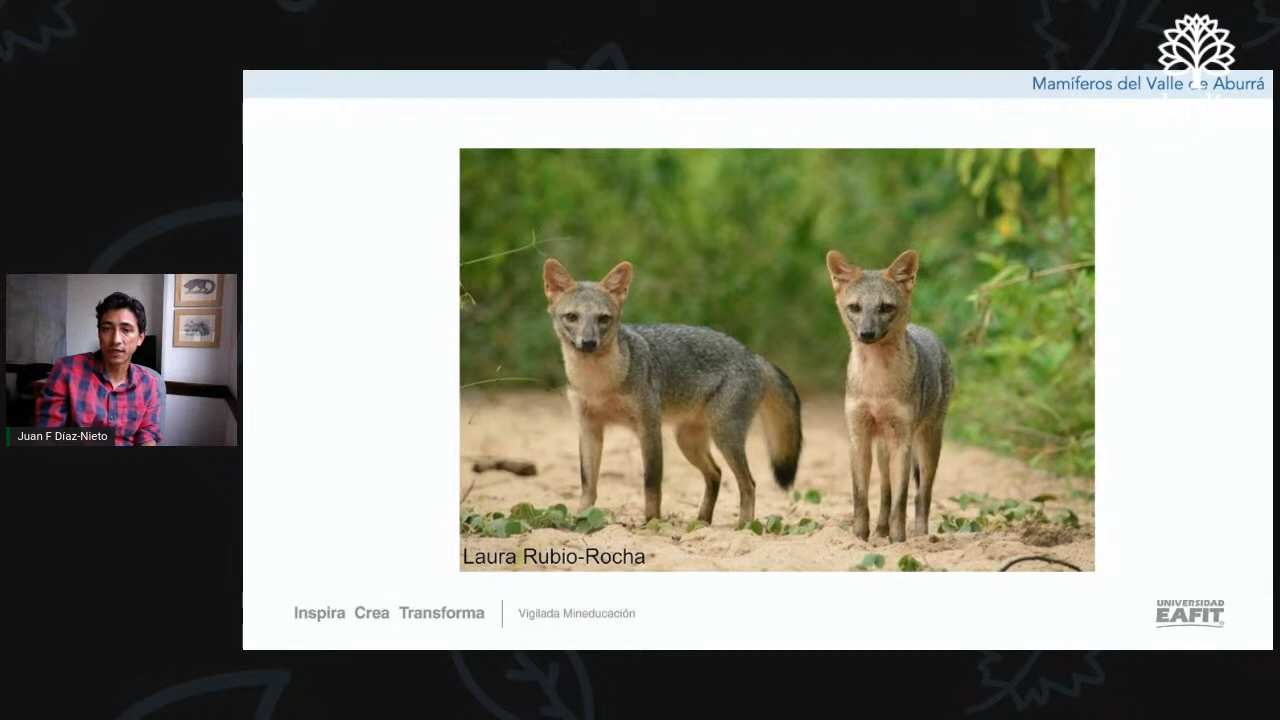 Mamíferos del Valle de Aburrá
Juan F Díaz-Nieto
Laura Rubio-Rocha
Inspira Crea Transforma
Vigilada Mineducación
UNIVERSIDAD
EAFIT